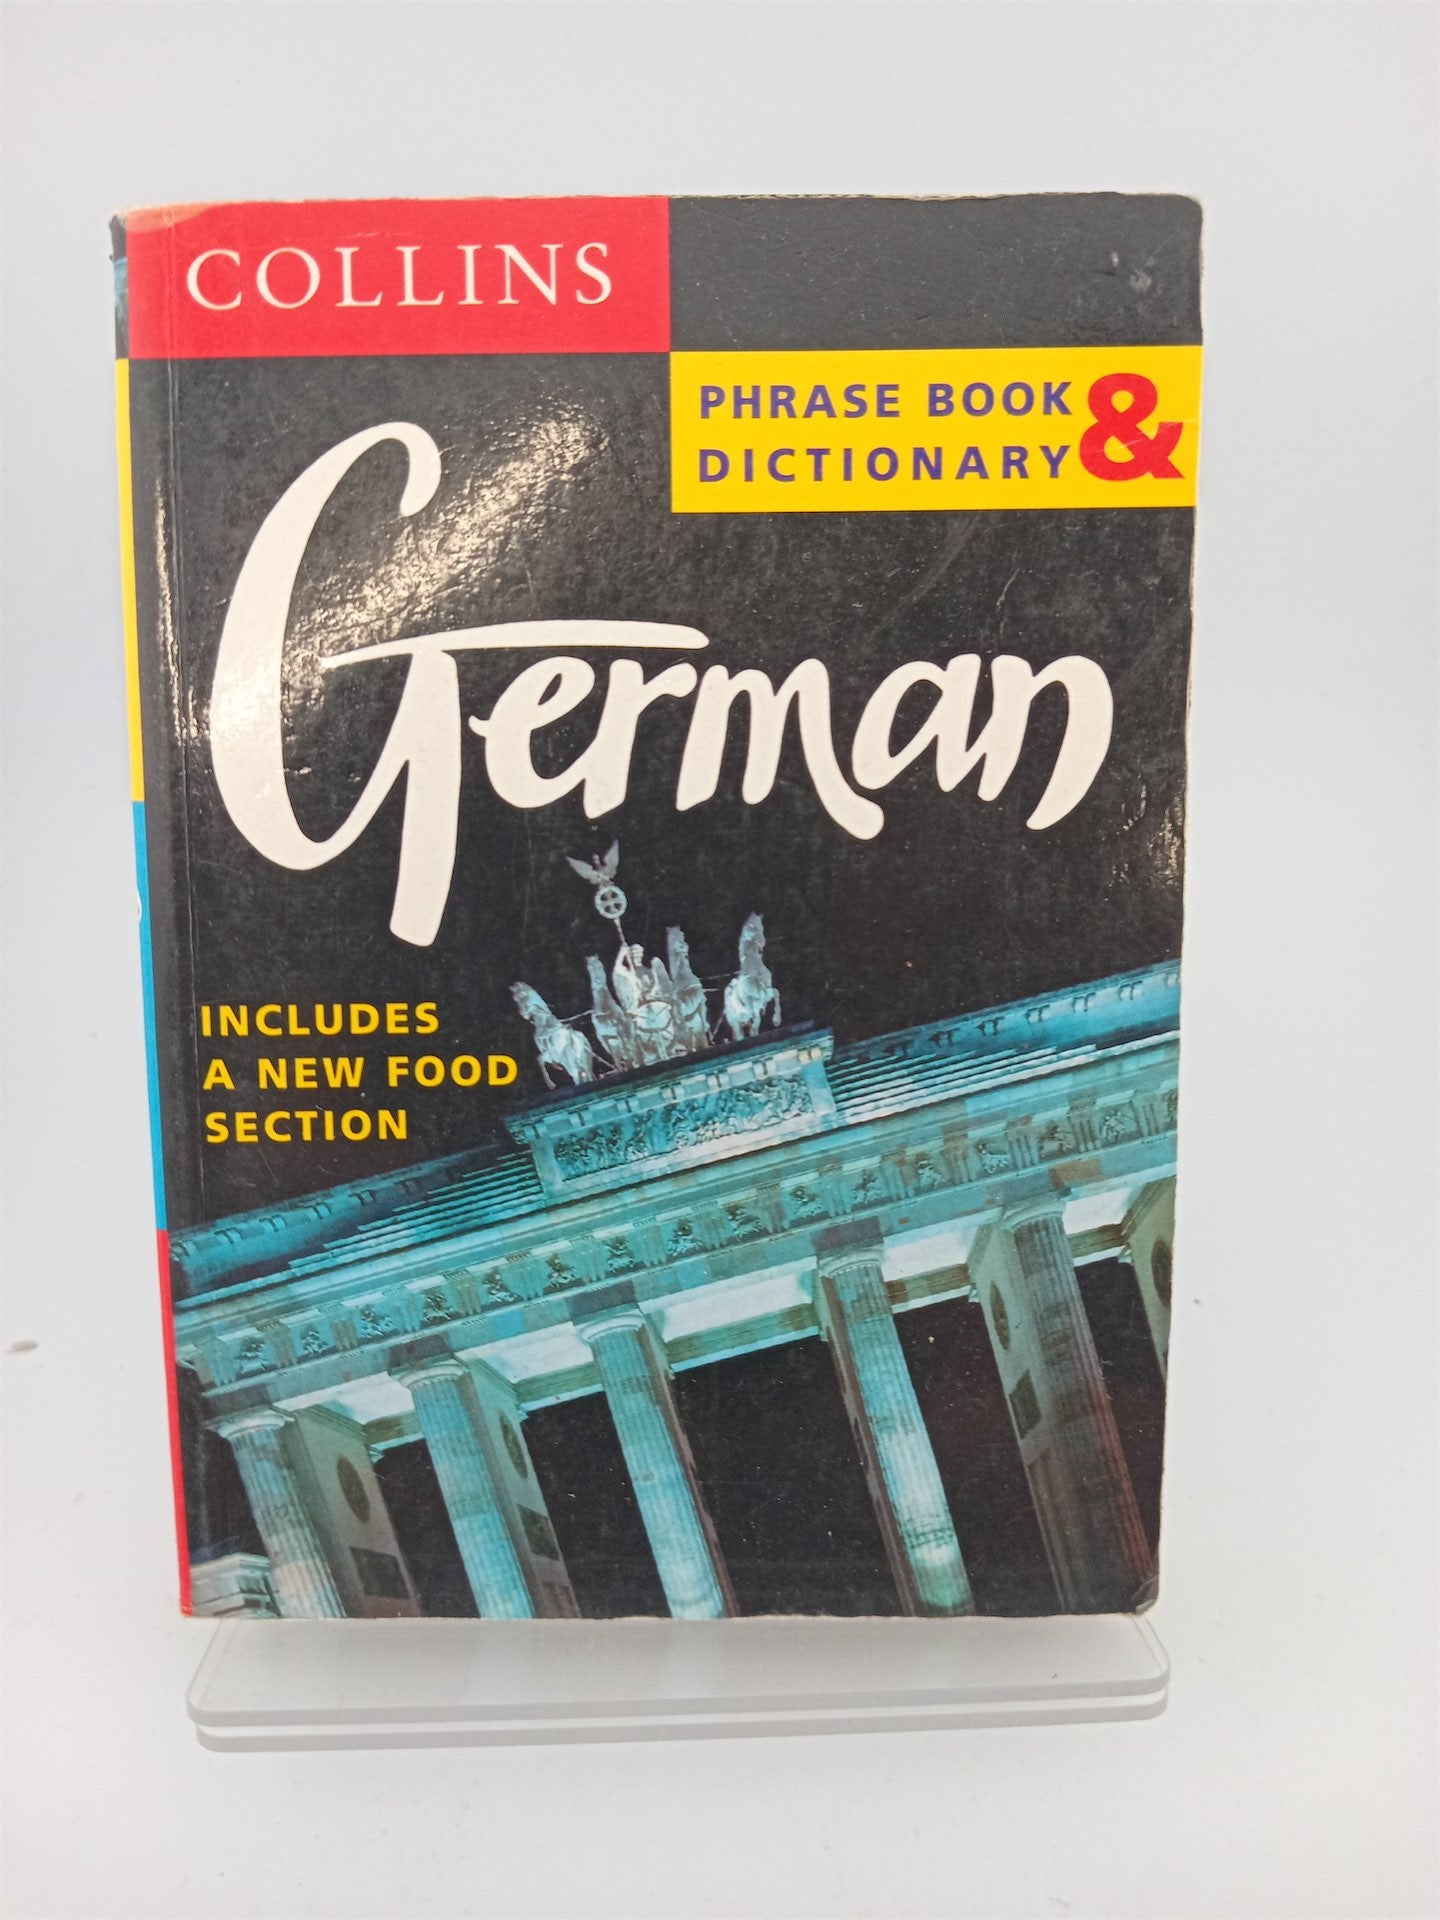 COLLINS
PHRASE BOOK &
DICTIONARY
German
INCLUDES
A NEW FOOD
SECTION